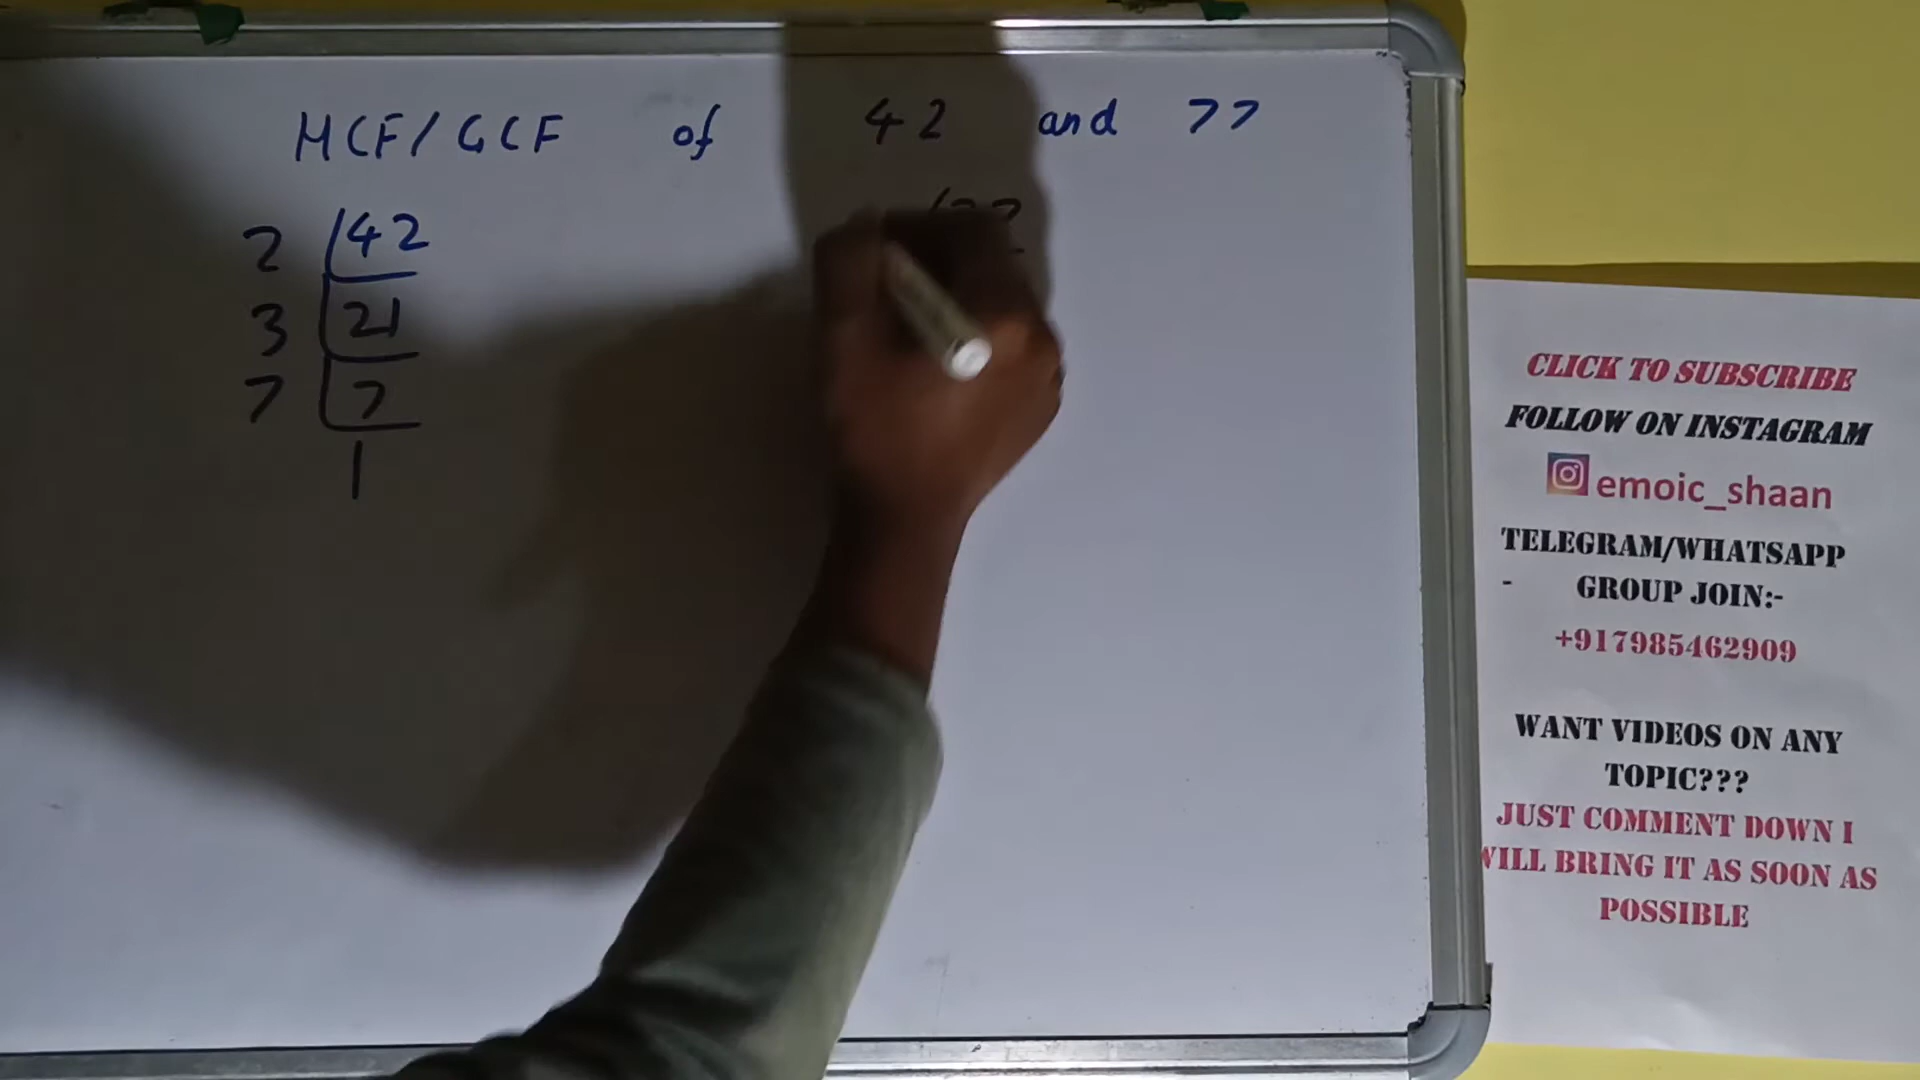 HCF/GCF of 42 and 77
2 42
3 21
7 7
1
77
CLICK TO SUBSCRIBE
FOLLOW ON INSTAGRAM
emoic_shaan
TELEGRAM/WHATSAPP
- GROUP JOIN:-
+917985462909
WANT VIDEOS ON ANY
TOPIC???
JUST COMMENT DOWN I
WILL BRING IT AS SOON AS
POSSIBLE